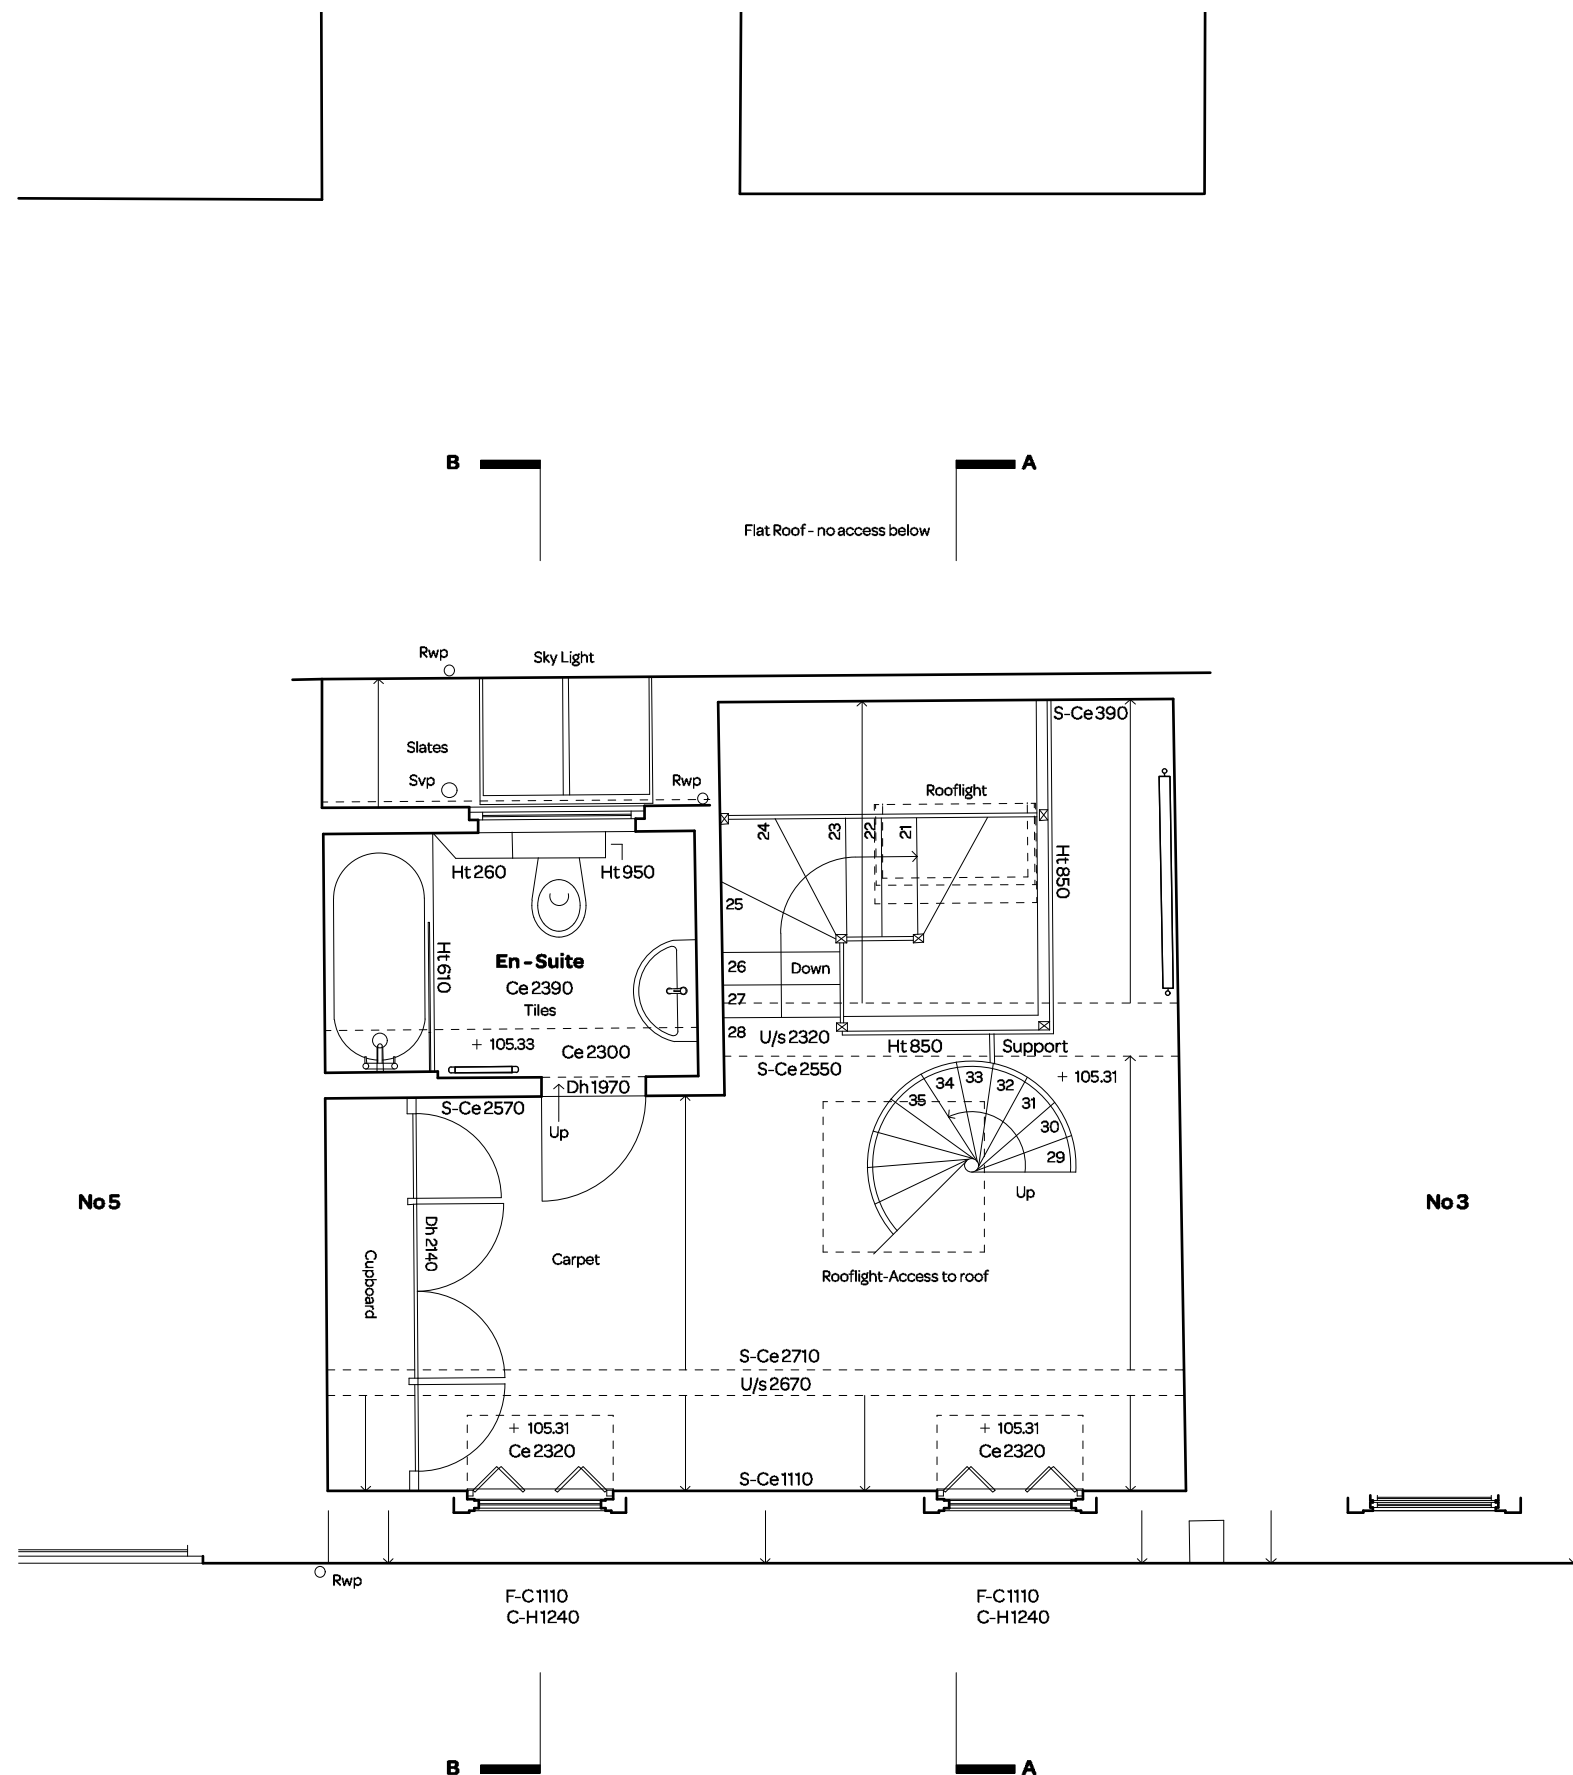 B
A
Flat Roof - no access below
Rwp
Sky Light
S-Ce 390
Slates
Svp
Rwp
Rooflight
24
23
22
21
Ht 260
Ht 950
Ht 850
25
Ht 610
En - Suite
Ce 2390
Tiles
26
Down
27
28
U/s 2320
+ 105.33
Ce 2300
Ht 850
Support
S-Ce 2550
+ 105.31
Dh 1970
S-Ce 2570
Up
35
34
33
32
31
30
29
Up
No 5
No 3
Dh 2140
Cupboard
Carpet
Rooflight-Access to roof
S-Ce 2710
U/s 2670
+ 105.31
Ce 2320
+ 105.31
Ce 2320
S-Ce 1110
Rwp
F-C 1110
C-H 1240
F-C 1110
C-H 1240
B
A